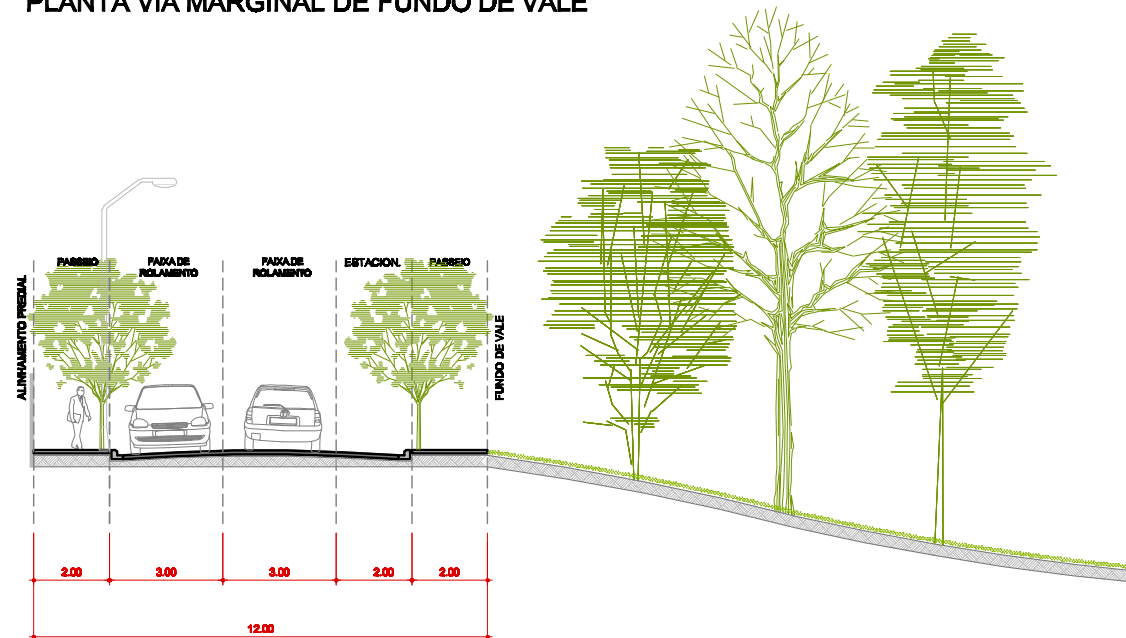 PLANTA VIA MARGINAL DE FUNDO DE VALE
PASSEIO
FAIXA DE
ROLAMENTO
FAIXA DE
ROLAMENTO
ESTACION.
PASSEIO
ALINHAMENTO PREDIAL
FUNDO DE VALE
2.00
3.00
3.00
2.00
2.00
12.00